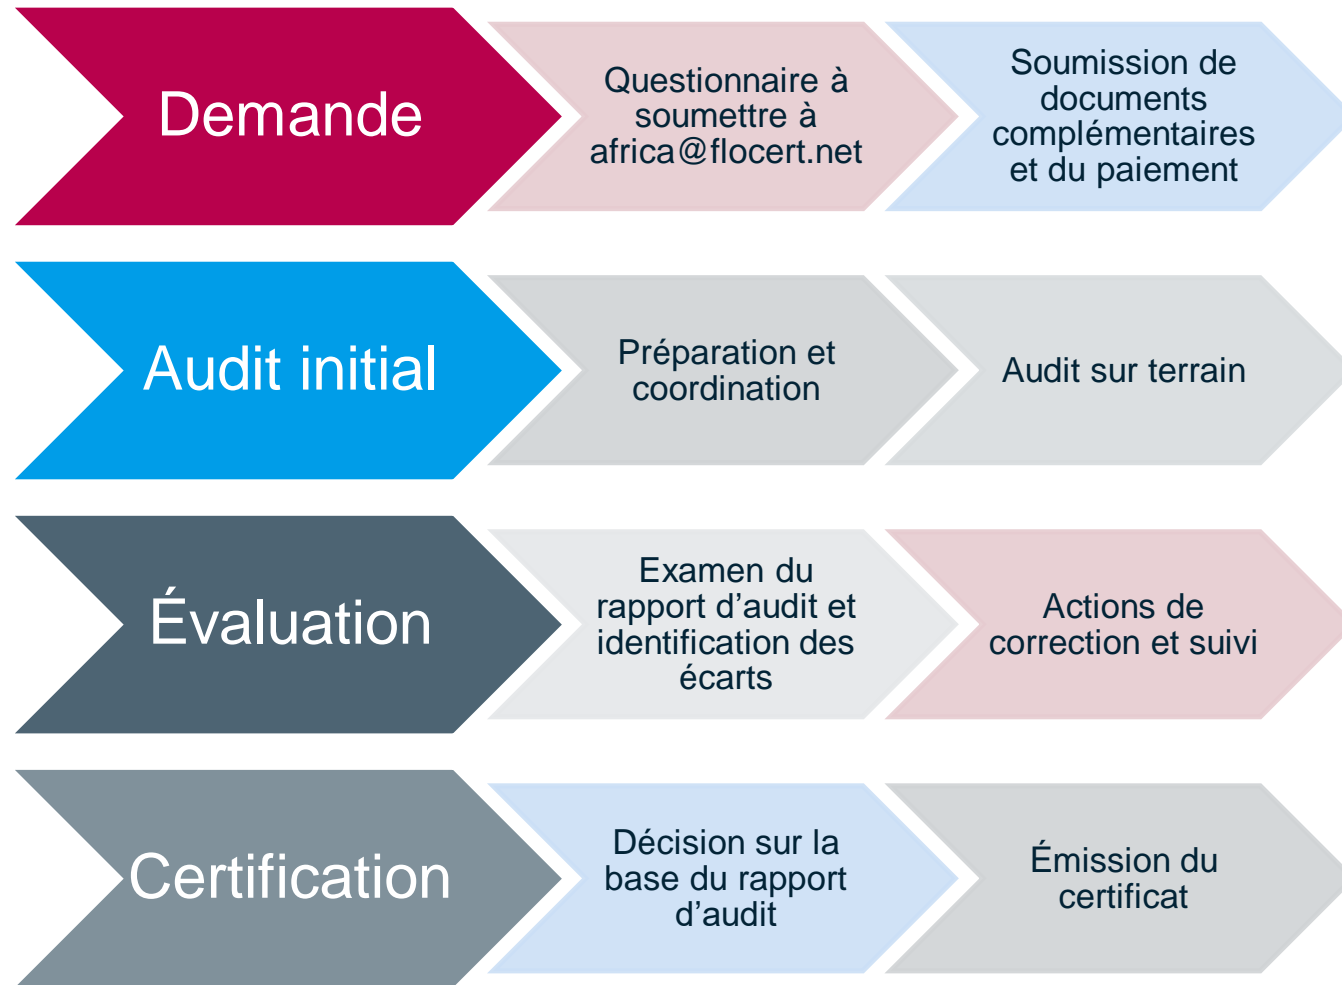 Demande
Questionnaire à
soumettre à
africa@flocert.net
Soumission de
documents
complémentaires
et du paiement
Audit initial
Préparation et
coordination
Audit sur terrain
Évaluation
Examen du
rapport d’audit et
identification des
écarts
Actions de
correction et suivi
Certification
Décision sur la
base du rapport
d’audit
Émission du
certificat